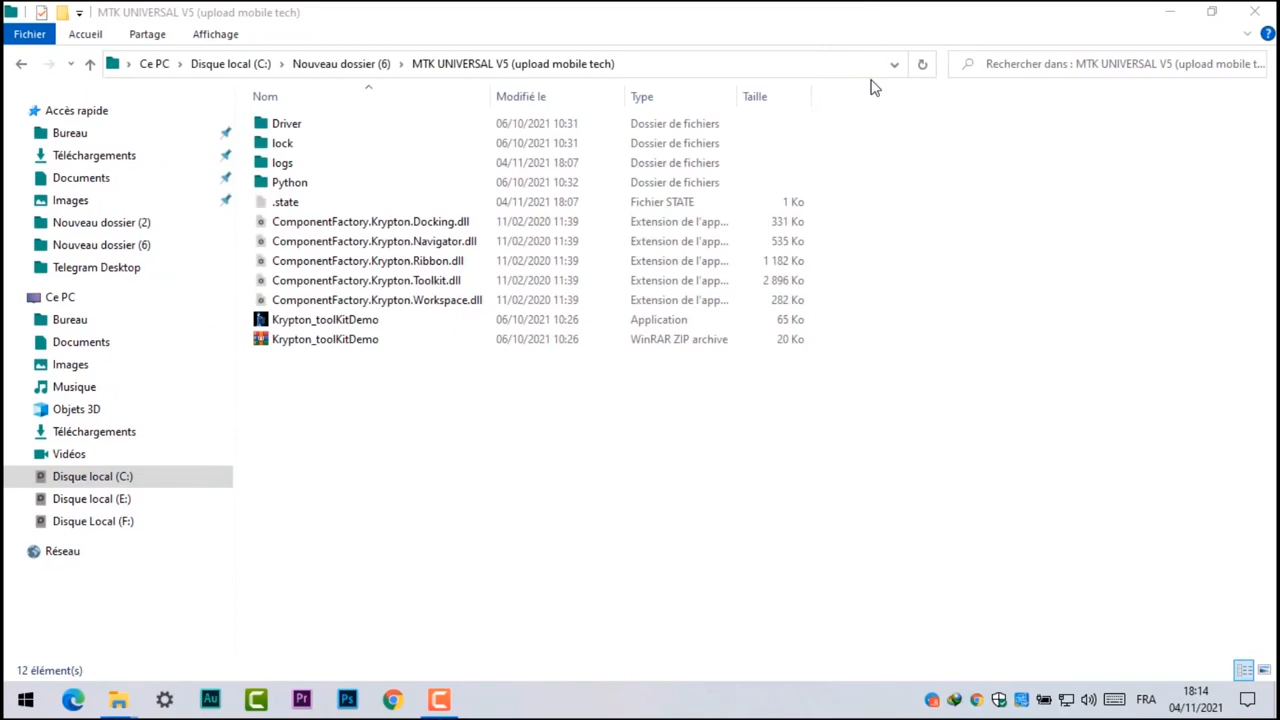 MTK UNIVERSAL V5 (upload mobile tech)
Fichier Accueil Partage Affichage
Ce PC Disque local (C:) Nouveau dossier (6) MTK UNIVERSAL V5 (upload mobile tech)
Rechercher dans : MTK UNIVERSAL V5 (upload mobile t...
Nom Modifié le Type Taille
Driver 06/10/2021 10:31 Dossier de fichiers
lock 06/10/2021 10:31 Dossier de fichiers
logs 04/11/2021 18:07 Dossier de fichiers
Python 06/10/2021 10:32 Dossier de fichiers
.state 04/11/2021 18:07 Fichier STATE 1 Ko
ComponentFactory.Krypton.Docking.dll 11/02/2020 11:39 Extension de l'app... 331 Ko
ComponentFactory.Krypton.Navigator.dll 11/02/2020 11:39 Extension de l'app... 535 Ko
ComponentFactory.Krypton.Ribbon.dll 11/02/2020 11:39 Extension de l'app... 1 182 Ko
ComponentFactory.Krypton.Toolkit.dll 11/02/2020 11:39 Extension de l'app... 2 896 Ko
ComponentFactory.Krypton.Workspace.dll 11/02/2020 11:39 Extension de l'app... 282 Ko
Krypton_toolKitDemo 06/10/2021 10:26 Application 65 Ko
Krypton_toolKitDemo 06/10/2021 10:26 WinRAR ZIP archive 20 Ko
Accès rapide
Bureau
Téléchargements
Documents
Images
Nouveau dossier (2)
Nouveau dossier (6)
Telegram Desktop
Ce PC
Bureau
Documents
Images
Musique
Objets 3D
Téléchargements
Vidéos
Disque local (C:)
Disque local (E:)
Disque Local (F:)
Réseau
12 élément(s)
Au Pr Ps
FRA
18:14
04/11/2021